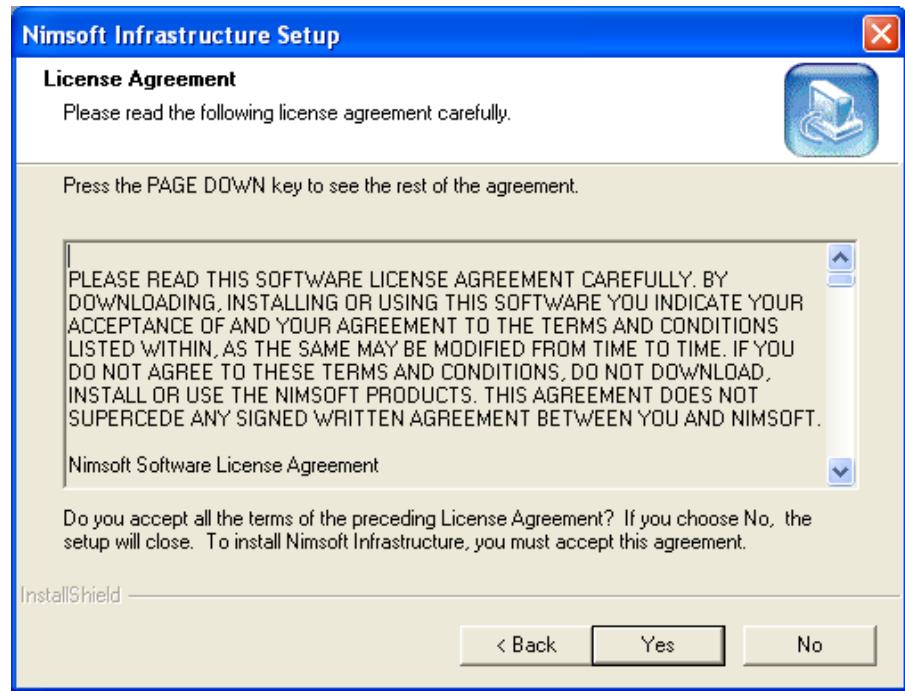 Nimsoft Infrastructure Setup
License Agreement
Please read the following license agreement carefully.
Press the PAGE DOWN key to see the rest of the agreement.
PLEASE READ THIS SOFTWARE LICENSE AGREEMENT CAREFULLY. BY
DOWNLOADING, INSTALLING OR USING THIS SOFTWARE YOU INDICATE YOUR
ACCEPTANCE OF AND YOUR AGREEMENT TO THE TERMS AND CONDITIONS
LISTED WITHIN, AS THE SAME MAY BE MODIFIED FROM TIME TO TIME. IF YOU
DO NOT AGREE TO THESE TERMS AND CONDITIONS, DO NOT DOWNLOAD,
INSTALL OR USE THE NIMSOFT PRODUCTS. THIS AGREEMENT DOES NOT
SUPERCEDE ANY SIGNED WRITTEN AGREEMENT BETWEEN YOU AND NIMSOFT.
Nimsoft Software License Agreement
Do you accept all the terms of the preceding License Agreement? If you choose No, the
setup will close. To install Nimsoft Infrastructure, you must accept this agreement.
InstallShield
< Back Yes No